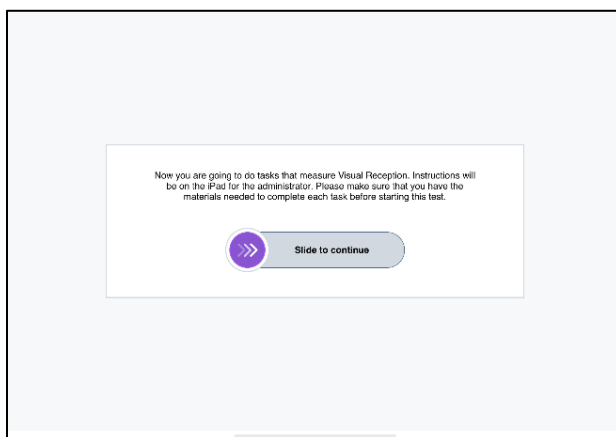 Now you are going to do tasks that measure Visual Reception. Instructions will
be on the iPad for the administrator. Please make sure that you have the
materials needed to complete each task before starting this test.
Slide to continue